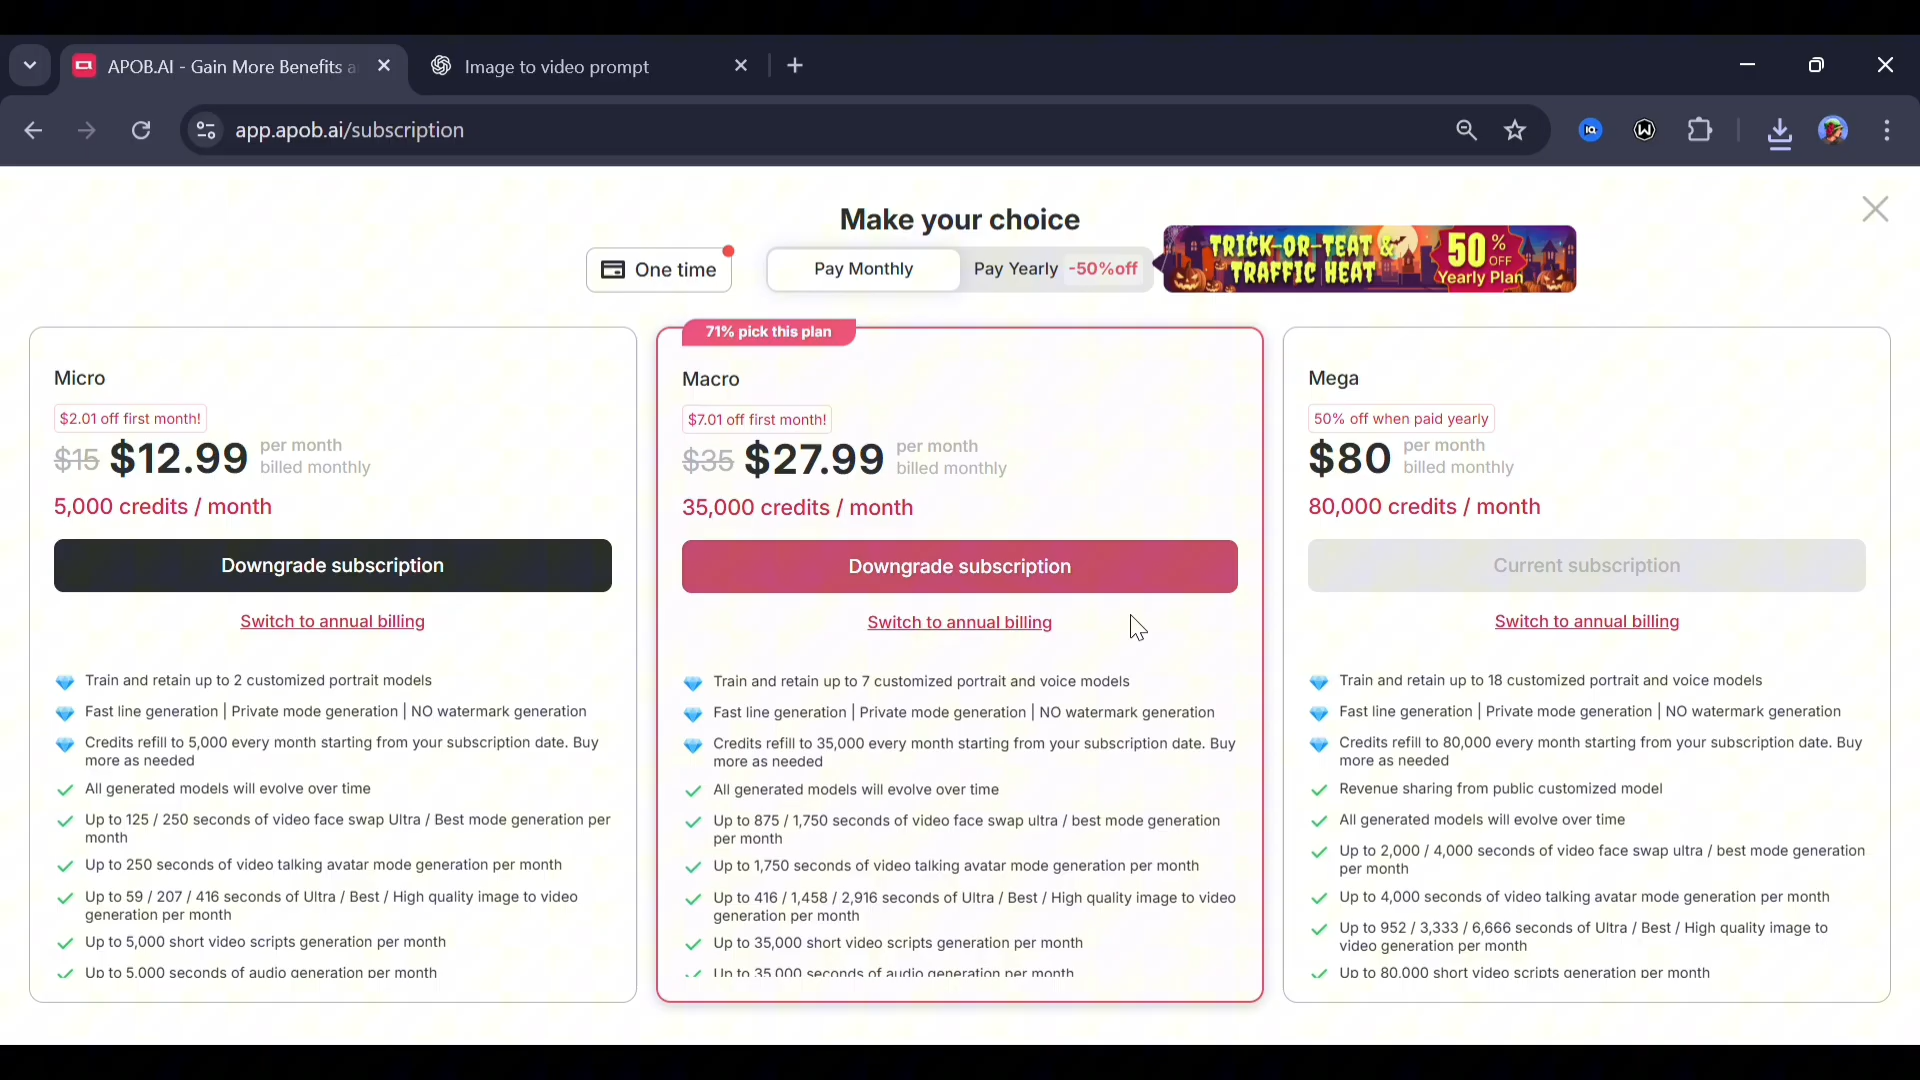 APOB.AI - Gain More Benefits a
Image to video prompt
app.apob.ai/subscription
Make your choice
One time
Pay Monthly
Pay Yearly -50%off
TRICK-OR-TEAT &
TRAFFIC HEAT
50 % OFF
Yearly Plan
71% pick this plan
Micro
$2.01 off first month!
$15 $12.99 per month
billed monthly
5,000 credits / month
Downgrade subscription
Switch to annual billing
Train and retain up to 2 customized portrait models
Fast line generation | Private mode generation | NO watermark generation
Credits refill to 5,000 every month starting from your subscription date. Buy
more as needed
All generated models will evolve over time
Up to 125 / 250 seconds of video face swap Ultra / Best mode generation per
month
Up to 250 seconds of video talking avatar mode generation per month
Up to 59 / 207 / 416 seconds of Ultra / Best / High quality image to video
generation per month
Up to 5,000 short video scripts generation per month
Up to 5,000 seconds of audio generation per month
Macro
$7.01 off first month!
$35 $27.99 per month
billed monthly
35,000 credits / month
Downgrade subscription
Switch to annual billing
Train and retain up to 7 customized portrait and voice models
Fast line generation | Private mode generation | NO watermark generation
Credits refill to 35,000 every month starting from your subscription date. Buy
more as needed
All generated models will evolve over time
Up to 875 / 1,750 seconds of video face swap ultra / best mode generation
per month
Up to 1,750 seconds of video talking avatar mode generation per month
Up to 416 / 1,458 / 2,916 seconds of Ultra / Best / High quality image to video
generation per month
Up to 35,000 short video scripts generation per month
Up to 35,000 seconds of audio generation per month
Mega
50% off when paid yearly
$80 per month
billed monthly
80,000 credits / month
Current subscription
Switch to annual billing
Train and retain up to 18 customized portrait and voice models
Fast line generation | Private mode generation | NO watermark generation
Credits refill to 80,000 every month starting from your subscription date. Buy
more as needed
Revenue sharing from public customized model
All generated models will evolve over time
Up to 2,000 / 4,000 seconds of video face swap ultra / best mode generation
per month
Up to 4,000 seconds of video talking avatar mode generation per month
Up to 952 / 3,333 / 6,666 seconds of Ultra / Best / High quality image to
video generation per month
Up to 80,000 short video scripts generation per month